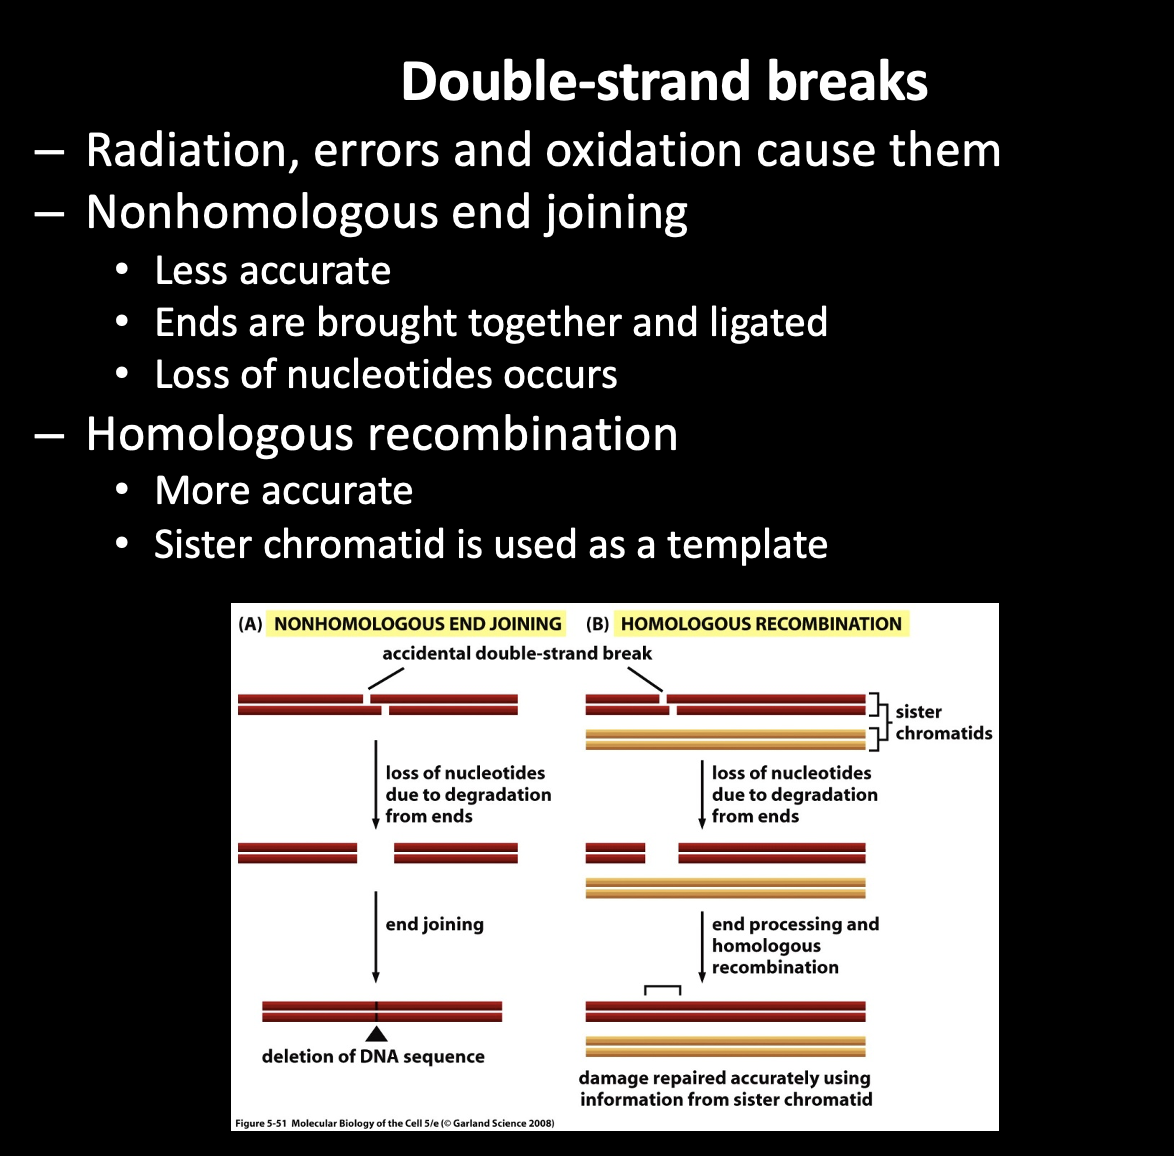 Double-strand breaks
– Radiation, errors and oxidation cause them
– Nonhomologous end joining
• Less accurate
• Ends are brought together and ligated
• Loss of nucleotides occurs
– Homologous recombination
• More accurate
• Sister chromatid is used as a template
(A) NONHOMOLOGOUS END JOINING
(B) HOMOLOGOUS RECOMBINATION
accidental double-strand break
sister
chromatids
loss of nucleotides
due to degradation
from ends
loss of nucleotides
due to degradation
from ends
end joining
end processing and
homologous
recombination
deletion of DNA sequence
damage repaired accurately using
information from sister chromatid
Figure 5-51 Molecular Biology of the Cell 5/e (© Garland Science 2008)